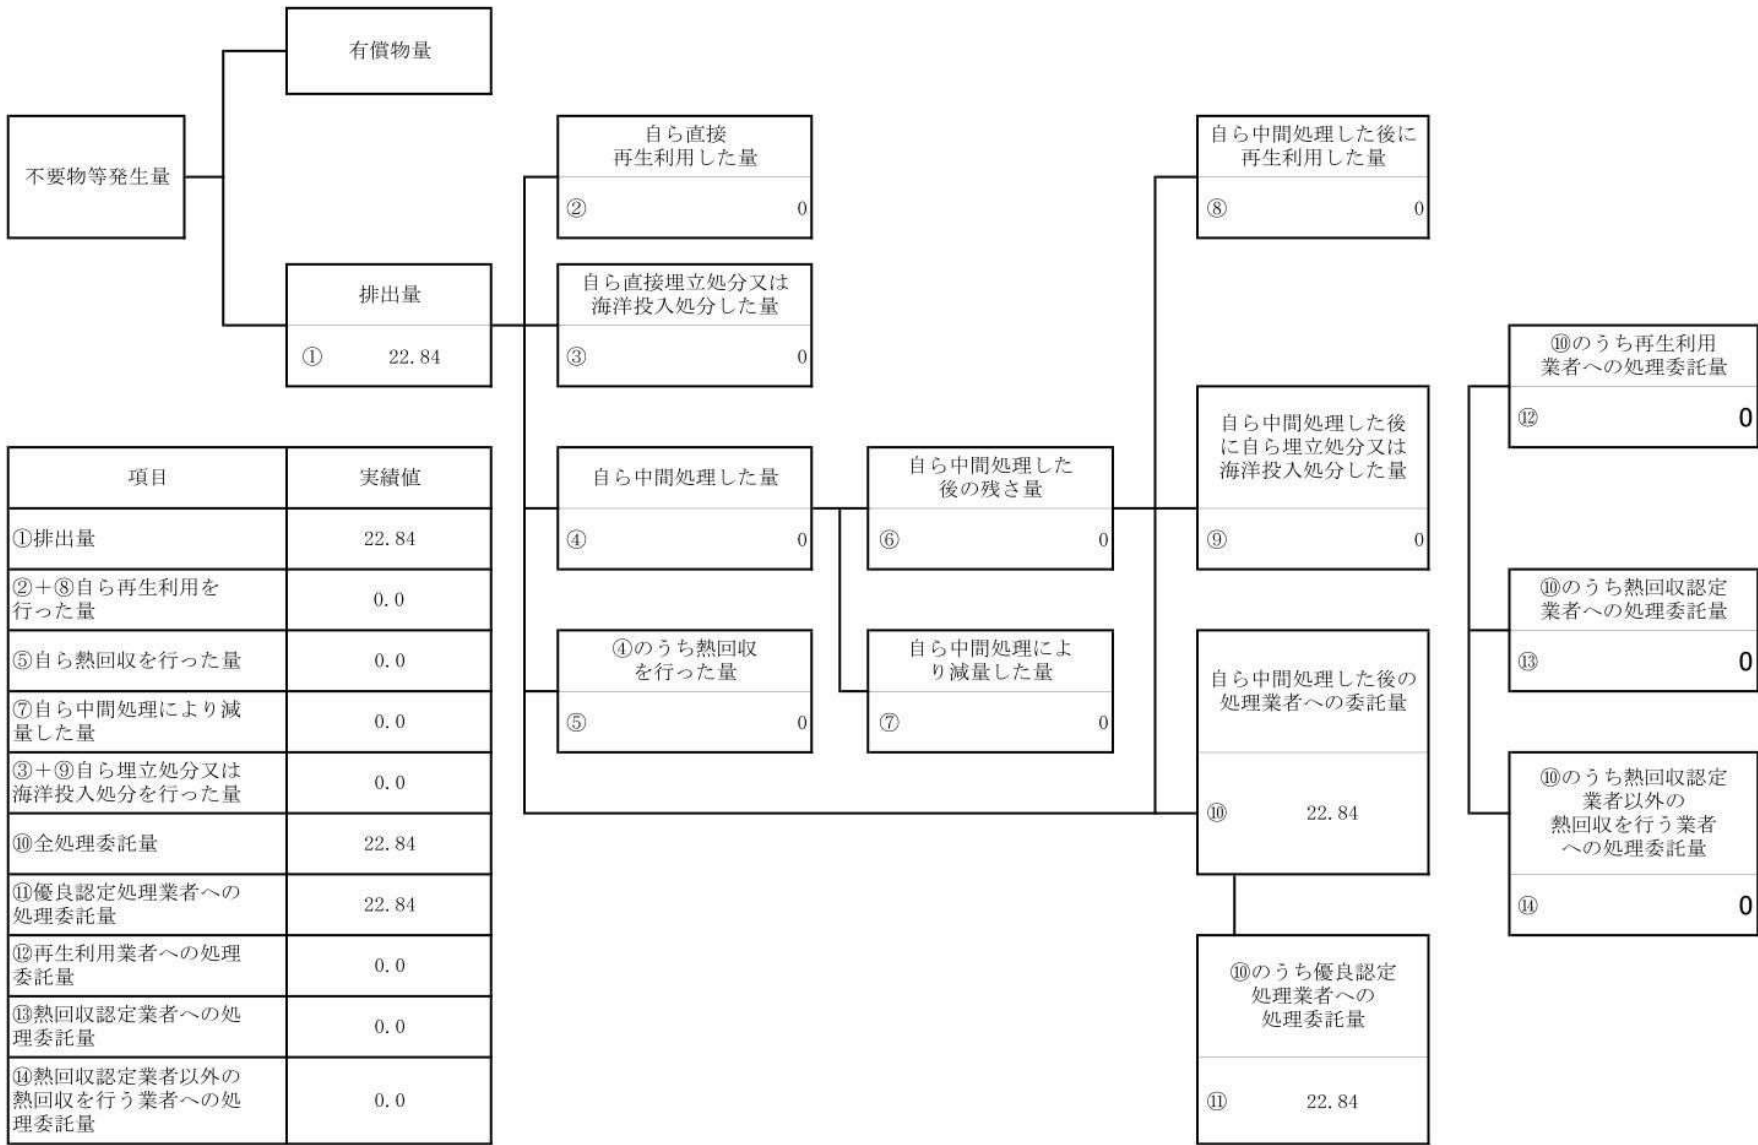 有償物量
不要物等発生量
排出量
① 22.84
自ら直接
再生利用した量
② 0
自ら直接埋立処分又は
海洋投入処分した量
③ 0
自ら中間処理した量
④ 0
④のうち熱回収
を行った量
⑤ 0
自ら中間処理した
後の残さ量
⑥ 0
自ら中間処理によ
り減量した量
⑦ 0
自ら中間処理した後に
再生利用した量
⑧ 0
自ら中間処理した後
に自ら埋立処分又は
海洋投入処分した量
⑨ 0
自ら中間処理した後の
処理業者への委託量
⑩ 22.84
⑩のうち優良認定
処理業者への
処理委託量
⑪ 22.84
⑩のうち再生利用
業者への処理委託量
⑫ 0
⑩のうち熱回収認定
業者への処理委託量
⑬ 0
⑩のうち熱回収認定
業者以外の
熱回収を行う業者
への処理委託量
⑭ 0
項目 実績値
①排出量 22.84
②+⑧自ら再生利用を
行った量 0.0
⑤自ら熱回収を行った量 0.0
⑦自ら中間処理により減
量した量 0.0
③+⑨自ら埋立処分又は
海洋投入処分を行った量 0.0
⑩全処理委託量 22.84
⑪優良認定処理業者への
処理委託量 22.84
⑫再生利用業者への処理
委託量 0.0
⑬熱回収認定業者への処
理委託量 0.0
⑭熱回収認定業者以外の
熱回収を行う業者への処
理委託量 0.0